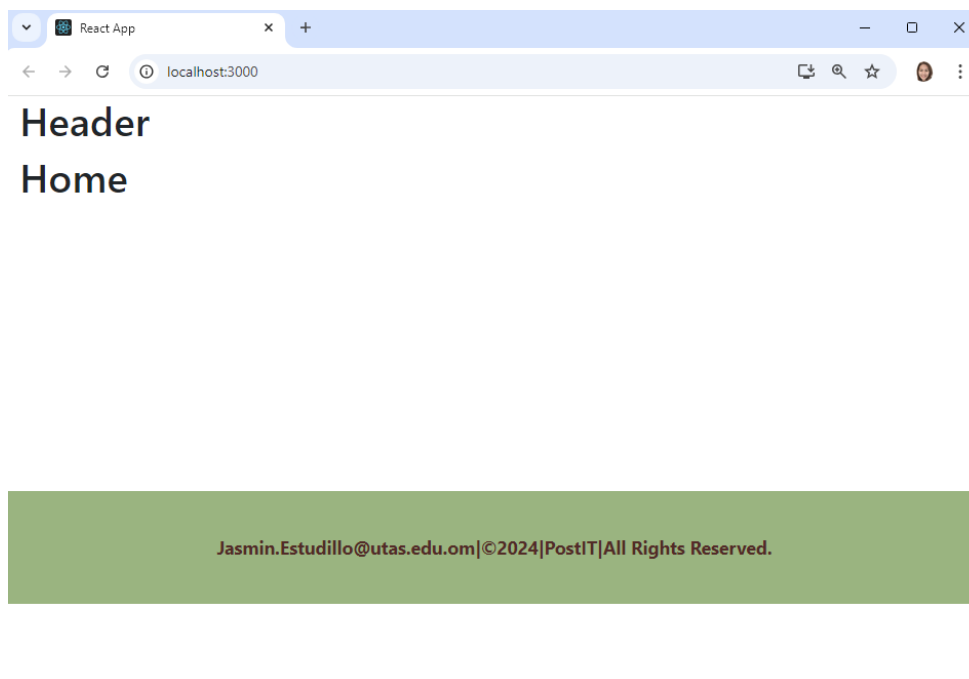 React App
localhost:3000
Header
Home
Jasmin.Estudillo@utas.edu.om|©2024|PostIT|All Rights Reserved.